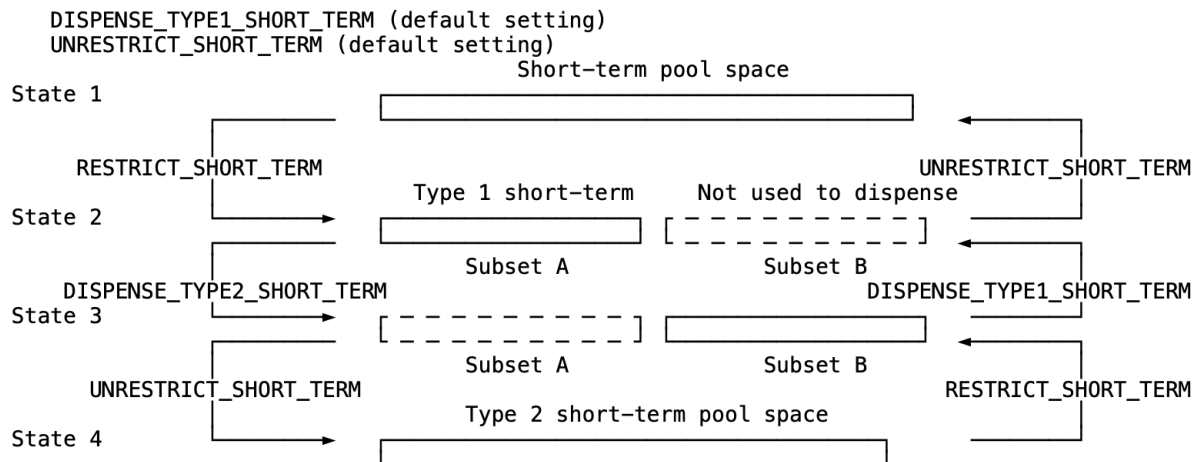 DISPENSE_TYPE1_SHORT_TERM (default setting)
UNRESTRICT_SHORT_TERM (default setting)
Short-term pool space
State 1
RESTRICT_SHORT_TERM UNRESTRICT_SHORT_TERM
Type 1 short-term Not used to dispense
State 2
Subset A Subset B
DISPENSE_TYPE2_SHORT_TERM DISPENSE_TYPE1_SHORT_TERM
State 3
Subset A Subset B
UNRESTRICT_SHORT_TERM RESTRICT_SHORT_TERM
Type 2 short-term pool space
State 4